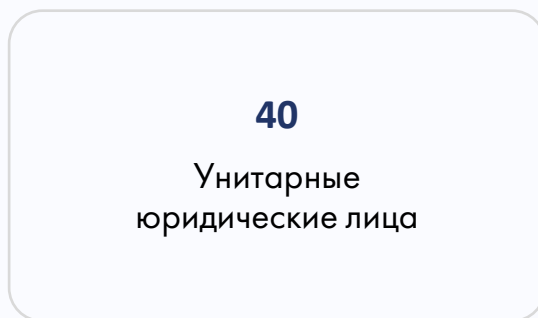 40
Унитарные
юридические лица